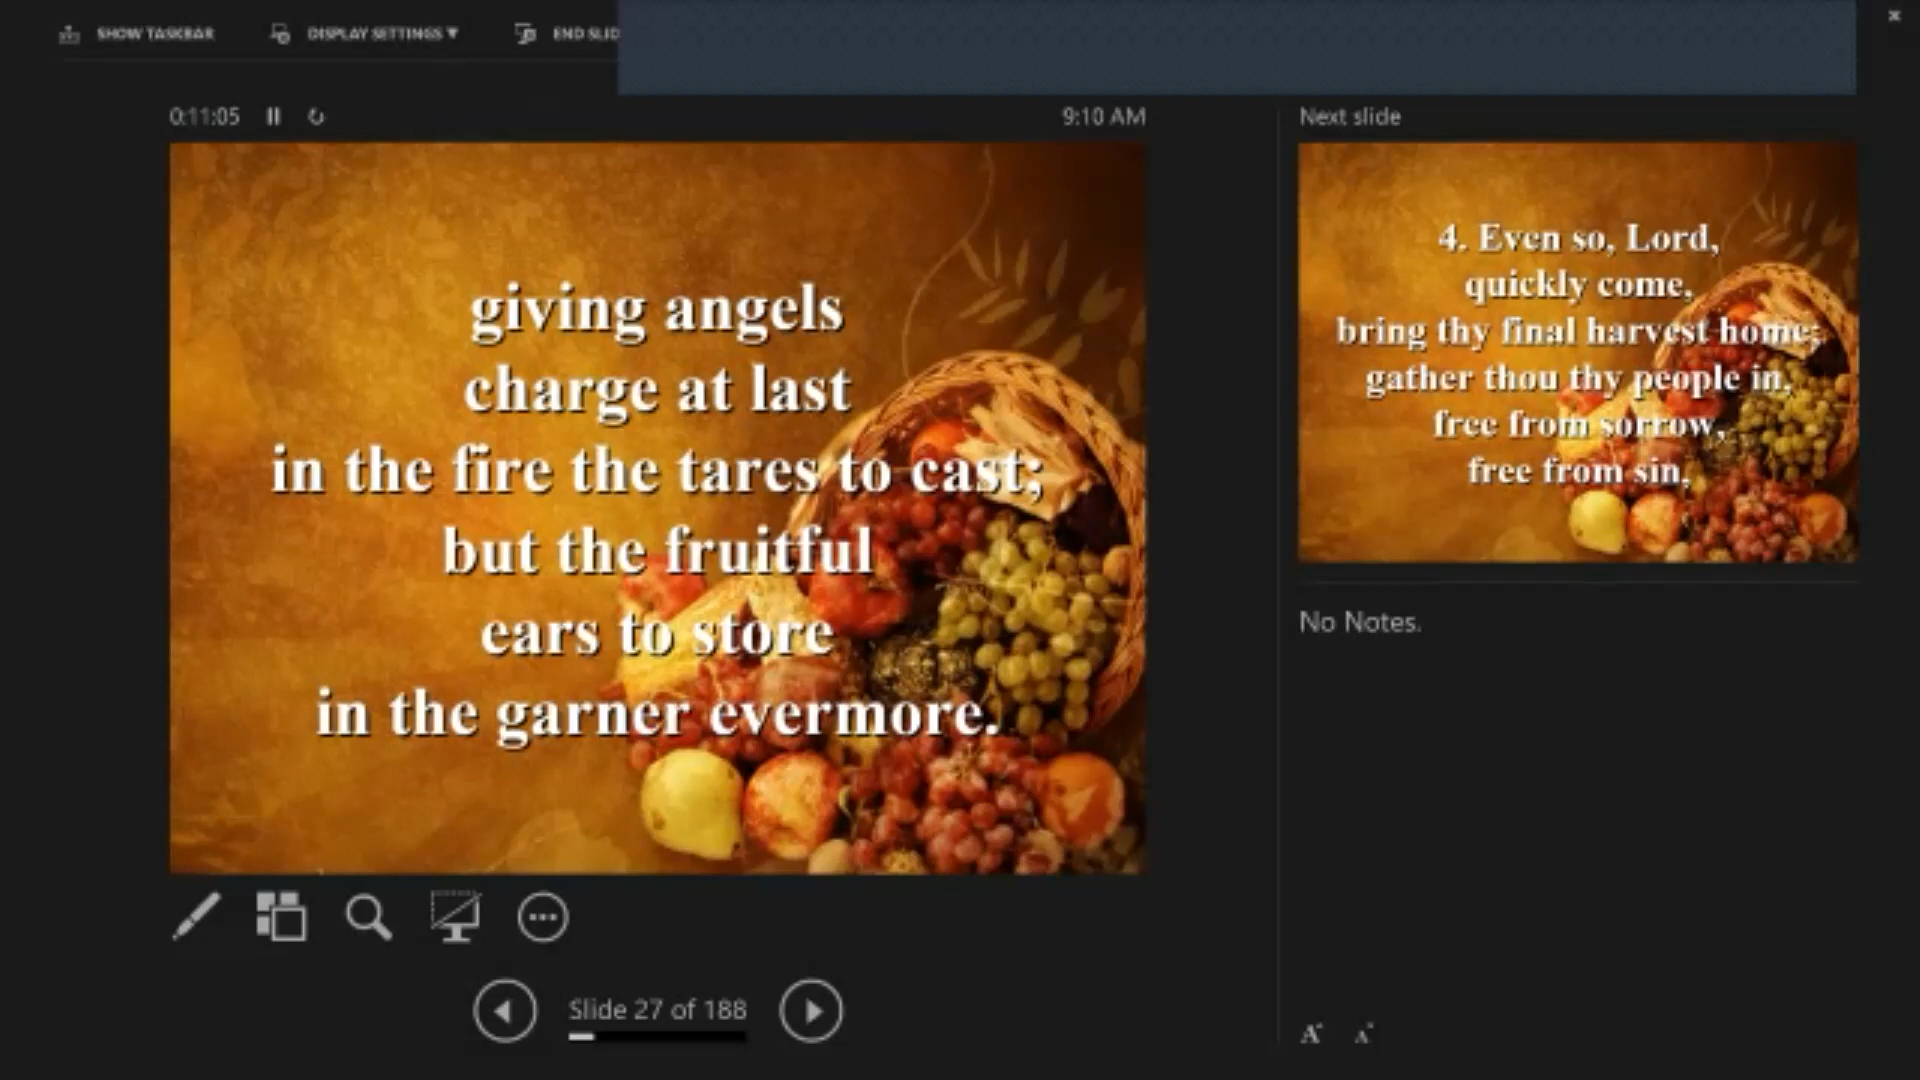 SHOW TASKBAR
DISPLAY SETTINGS
END SLID
0:11:05
9:10 AM
Next slide
giving angels
charge at last
in the fire the tares to cast;
but the fruitful
ears to store
in the garner evermore.
4. Even so, Lord,
quickly come,
bring thy final harvest home;
gather thou thy people in,
free from sorrow,
free from sin,
No Notes.
Slide 27 of 188
A A